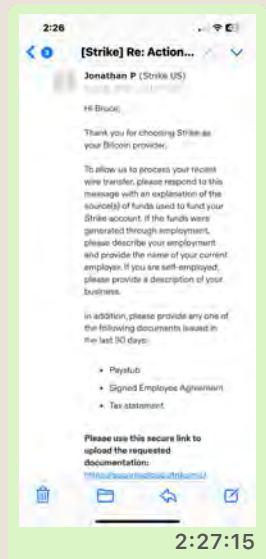 2:26
[Strike] Re: Action...
Jonathan P (Strike US)
Hi Bruce,
Thank you for choosing Strike as
your Bitcoin provider.
To allow us to process your recent
wire transfer, please respond to this
message with an explanation of the
source(s) of funds used to fund your
Strike account. If the funds were
generated through employment,
please describe your employment
and provide the name of your current
employer. If you are self-employed,
please provide a description of your
business.
In addition, please provide any one of
the following documents issued in
the last 90 days:
• Paystub
• Signed Employee Agreement
• Tax statement
Please use this secure link to
upload the requested
documentation:
2:27:15